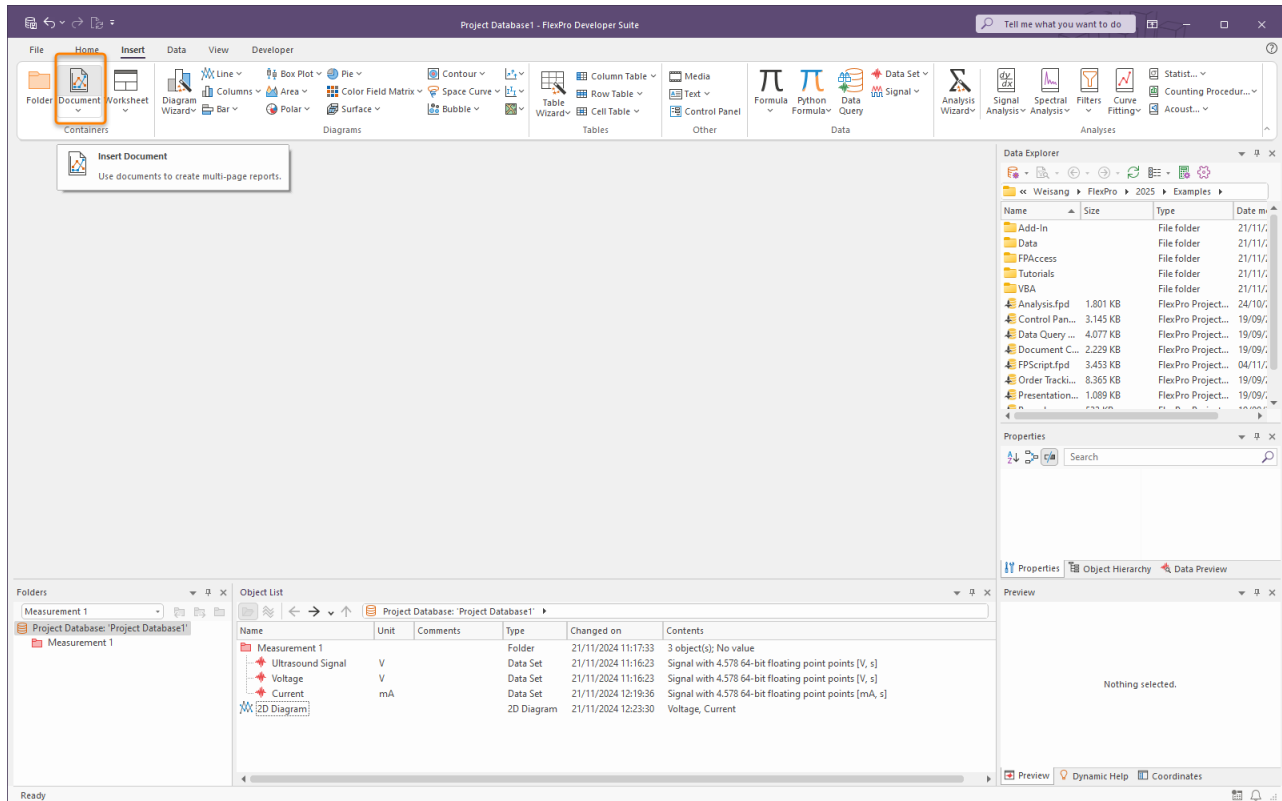 Project Database1 - FlexPro Developer Suite
Tell me what you want to do
File Home Insert Data View Developer
Folder Document Worksheet
Containers
Diagram Wizard
Line Box Plot Pie Contour
Columns Area Color Field Matrix Space Curve
Bar Polar Surface Bubble
Diagrams
Table Wizard
Column Table
Row Table
Cell Table
Tables
Media
Text
Control Panel
Other
Formula
Python Formula
Data Query
Data Set
Signal
Data
Analysis Wizard
Signal Analysis
Spectral Analysis
Filters
Curve Fitting
Statist...
Counting Procedur...
Acoust...
Analyses
Insert Document
Use documents to create multi-page reports.
Data Explorer
« Weisang FlexPro 2025 Examples
Name Size Type Date m
Add-In File folder 21/11/
Data File folder 21/11/
FPAccess File folder 21/11/
Tutorials File folder 21/11/
VBA File folder 21/11/
Analysis.fpd 1.801 KB FlexPro Project... 24/10/
Control Pan... 3.145 KB FlexPro Project... 19/09/
Data Query ... 4.077 KB FlexPro Project... 19/09/
Document C... 2.229 KB FlexPro Project... 19/09/
FPScript.fpd 3.453 KB FlexPro Project... 04/11/
Order Tracki... 8.365 KB FlexPro Project... 19/09/
Presentation... 1.089 KB FlexPro Project... 19/09/
Properties
Search
Properties Object Hierarchy Data Preview
Folders
Measurement 1
Project Database: 'Project Database1'
Measurement 1
Object List
Project Database: 'Project Database1'
Name Unit Comments Type Changed on Contents
Measurement 1 Folder 21/11/2024 11:17:33 3 object(s); No value
Ultrasound Signal V Data Set 21/11/2024 11:16:23 Signal with 4.578 64-bit floating point points [V, s]
Voltage V Data Set 21/11/2024 11:16:23 Signal with 4.578 64-bit floating point points [V, s]
Current mA Data Set 21/11/2024 12:19:36 Signal with 4.578 64-bit floating point points [mA, s]
2D Diagram 2D Diagram 21/11/2024 12:23:30 Voltage, Current
Preview
Nothing selected.
Preview Dynamic Help Coordinates
Ready